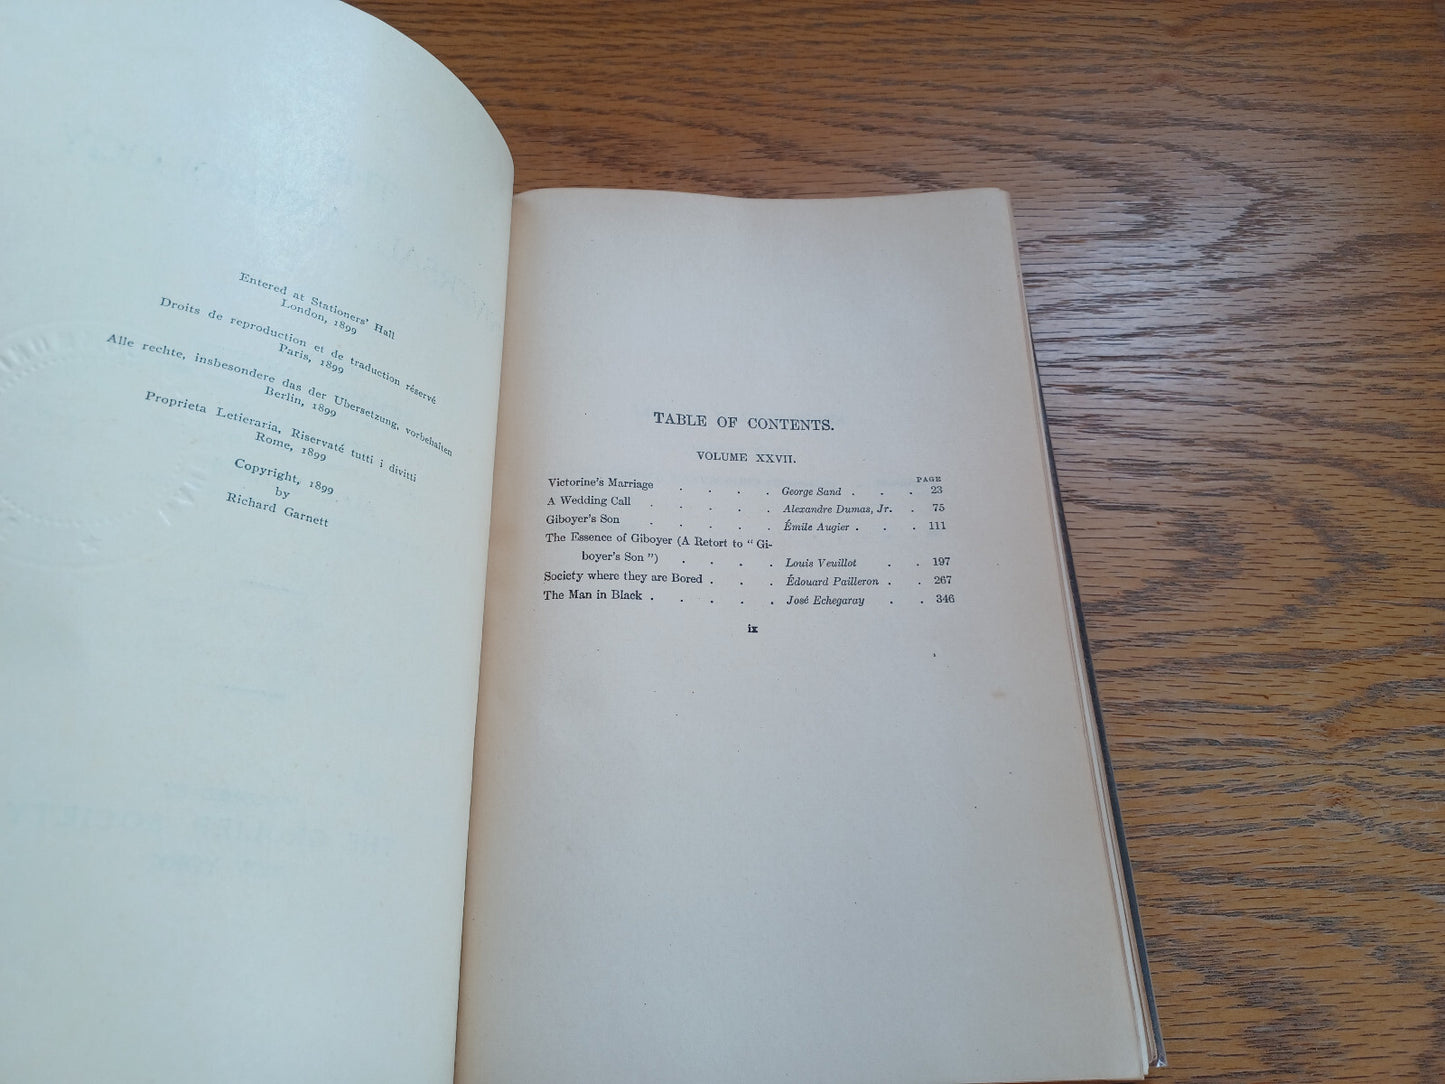 Entered at Stationers' Hall
London, 1899
Droits de reproduction et de traduction réservé
Paris, 1899
Alle rechte, insbesondere das der Ubersetzung, vorbehalten
Berlin, 1899
Proprieta Letieraria, Riservaté tutti i divitti
Rome, 1899
Copyright, 1899
by
Richard Garnett
TABLE OF CONTENTS.
VOLUME XXVII.
PAGE
Victorine's Marriage . . . . George Sand . . . 23
A Wedding Call . . . . . Alexandre Dumas, Jr. . 75
Giboyer's Son . . . . . Émile Augier . . . 111
The Essence of Giboyer (A Retort to "Gi-
boyer's Son") . . . . Louis Veuillot . . 197
Society where they are Bored . . . Édouard Pailleron . . 267
The Man in Black . . . . . José Echegaray . . 346
ix